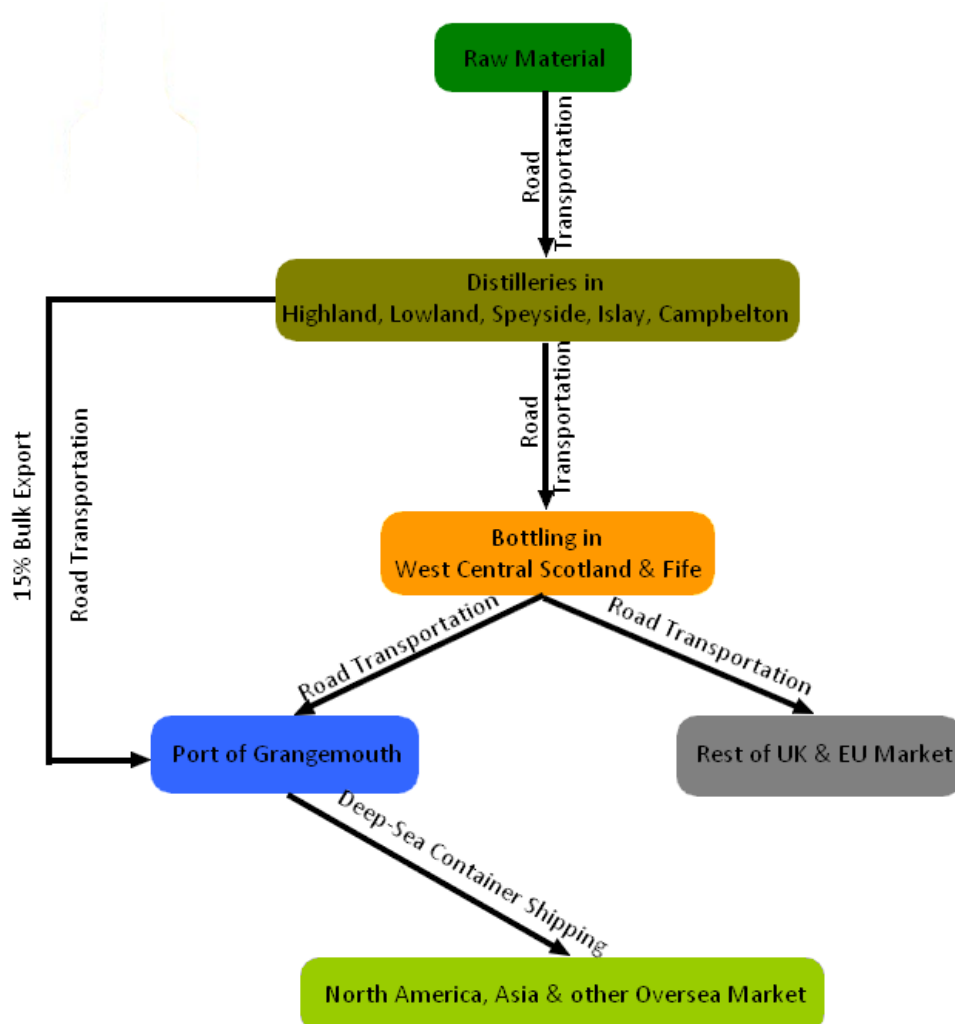 Raw Material
Road
Transportation
Distilleries in
Highland, Lowland, Speyside, Islay, Campbelton
15% Bulk Export
Road Transportation
Road
Transportation
Bottling in
West Central Scotland & Fife
Road Transportation
Road Transportation
Port of Grangemouth
Rest of UK & EU Market
Deep-Sea Container Shipping
North America, Asia & other Oversea Market